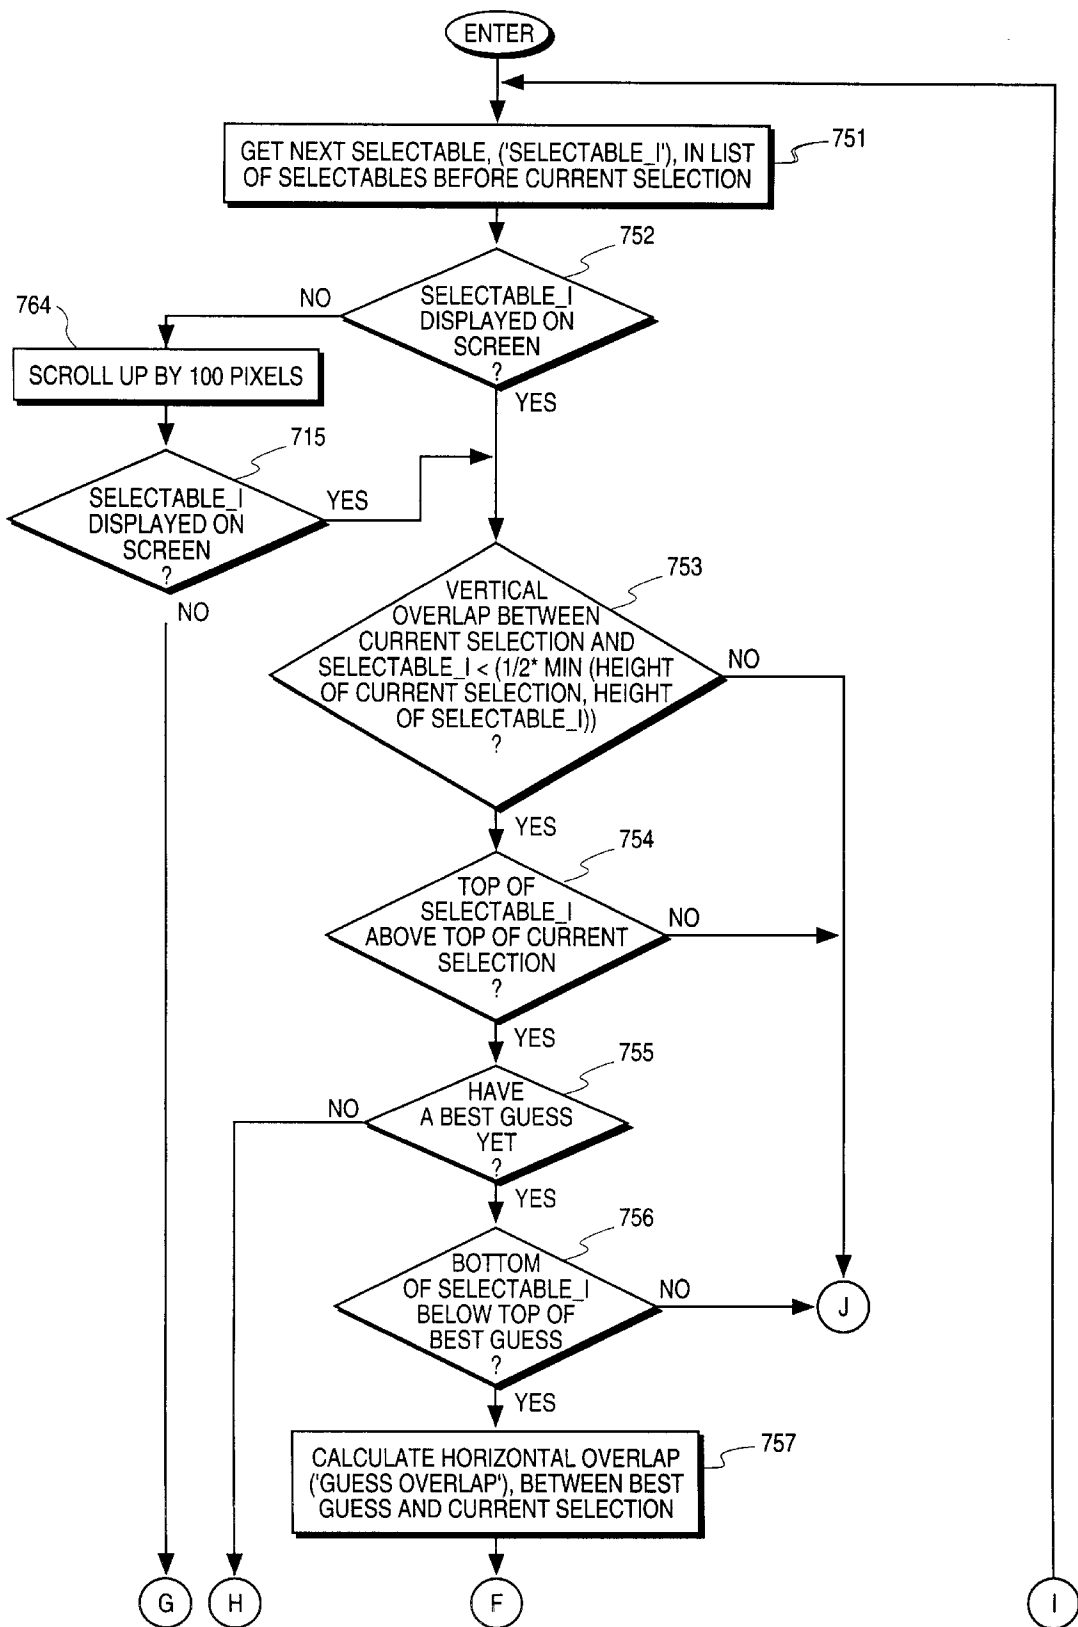 ENTER
GET NEXT SELECTABLE, ('SELECTABLE_I'), IN LIST
OF SELECTABLES BEFORE CURRENT SELECTION
751
752
SELECTABLE_I
DISPLAYED ON
SCREEN
?
NO
YES
764
SCROLL UP BY 100 PIXELS
715
SELECTABLE_I
DISPLAYED ON
SCREEN
?
YES
NO
753
VERTICAL
OVERLAP BETWEEN
CURRENT SELECTION AND
SELECTABLE_I < (1/2* MIN (HEIGHT
OF CURRENT SELECTION, HEIGHT
OF SELECTABLE_I))
?
NO
YES
754
TOP OF
SELECTABLE_I
ABOVE TOP OF CURRENT
SELECTION
?
NO
YES
755
HAVE
A BEST GUESS
YET
?
NO
YES
756
BOTTOM
OF SELECTABLE_I
BELOW TOP OF
BEST GUESS
?
NO
J
YES
757
CALCULATE HORIZONTAL OVERLAP
('GUESS OVERLAP'), BETWEEN BEST
GUESS AND CURRENT SELECTION
G
H
F
I